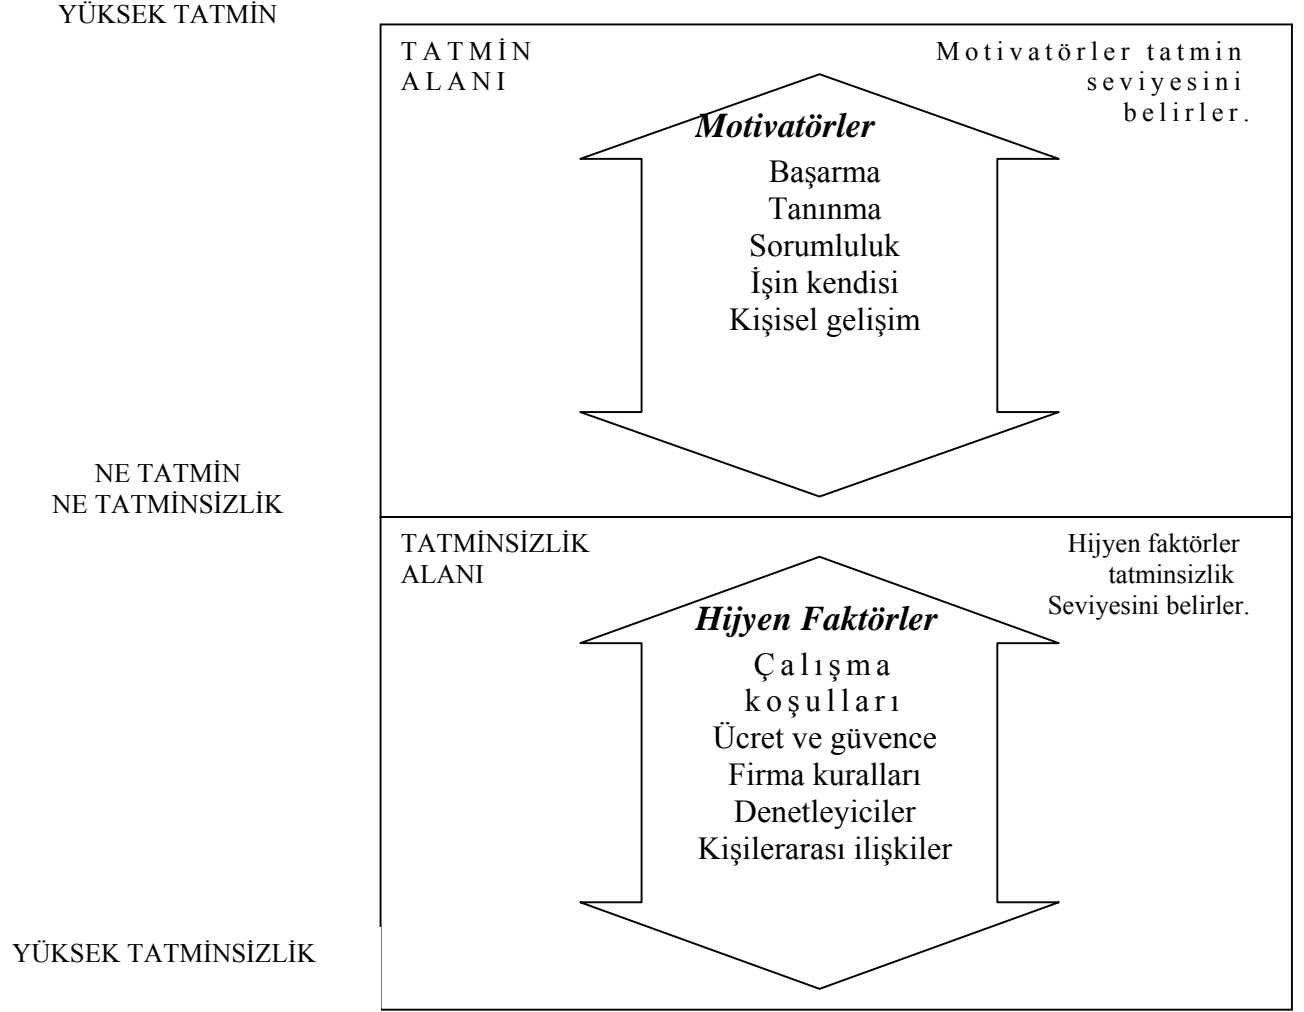 YÜKSEK TATMİN
TATMİN
ALANI
Motivatörler tatmin
seviyesini
belirler.
Motivatörler
Başarma
Tanınma
Sorumluluk
İşin kendisi
Kişisel gelişim
NE TATMİN
NE TATMİNSİZLİK
TATMİNSİZLİK
ALANI
Hijyen faktörler
tatminsizlik
Seviyesini belirler.
Hijyen Faktörler
Çalışma
koşulları
Ücret ve güvence
Firma kuralları
Denetleyiciler
Kişilerarası ilişkiler
YÜKSEK TATMİNSİZLİK